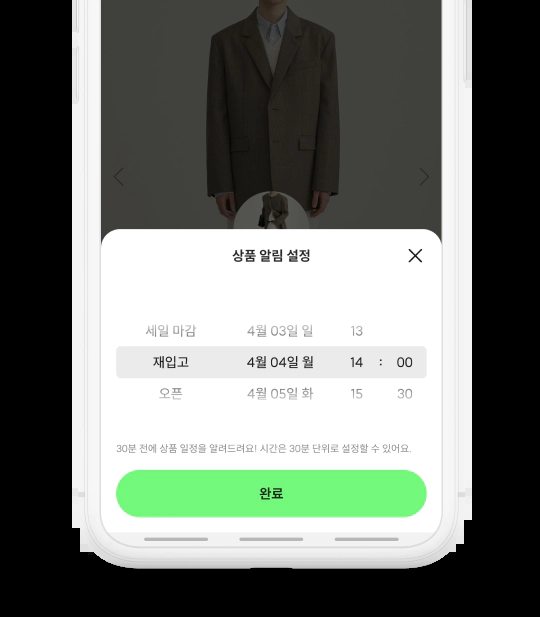 상품 알림 설정
세일 마감 4월 03일 일 13
재입고 4월 04일 월 14 : 00
오픈 4월 05일 화 15 30
30분 전에 상품 일정을 알려드려요! 시간은 30분 단위로 설정할 수 있어요.
완료